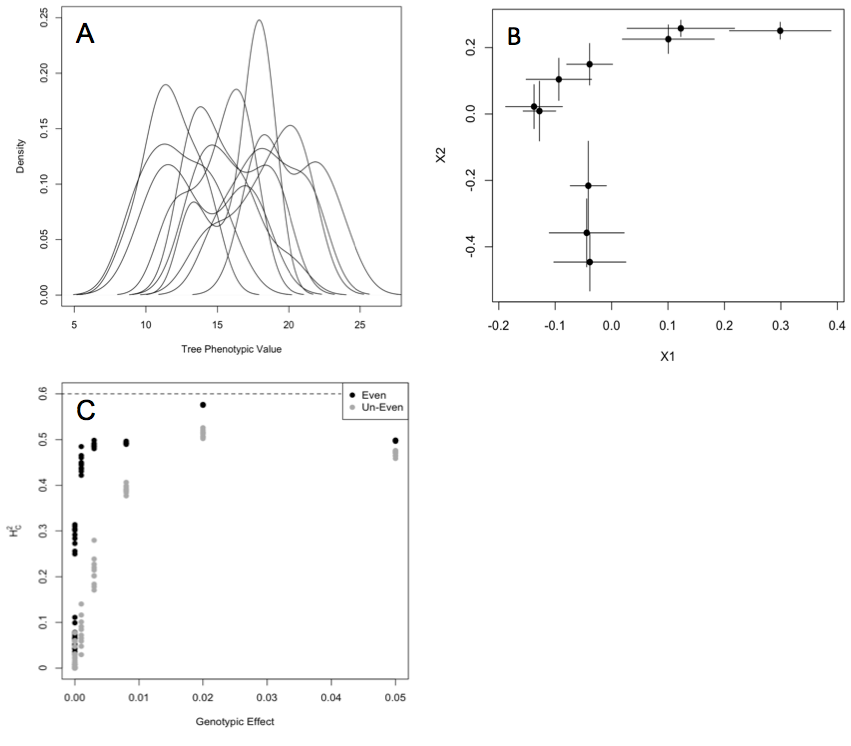 A
0.25
0.20
0.15
0.10
0.05
0.00
Density
5 10 15 20 25
Tree Phenotypic Value
B
0.2
0.0
-0.2
-0.4
X2
-0.2 -0.1 0.0 0.1 0.2 0.3 0.4
X1
C
Even
Un-Even
0.6
0.5
0.4
0.3
0.2
0.1
0
H²C
0.00 0.01 0.02 0.03 0.04 0.05
Genotypic Effect